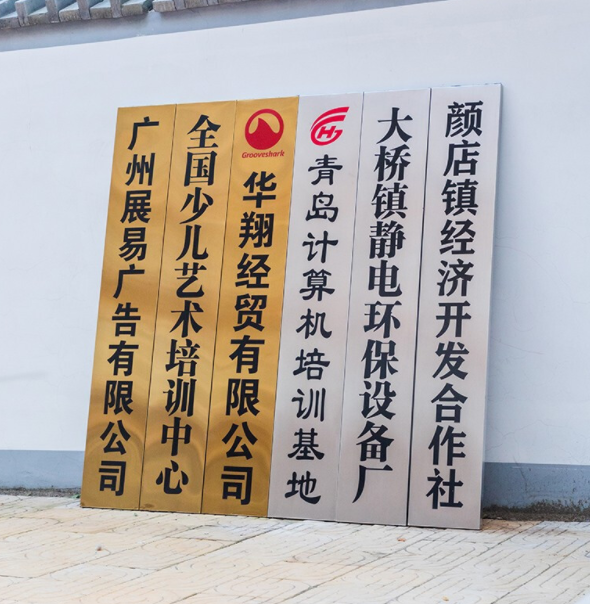 广州展易广告有限公司
全国少儿艺术培训中心
Grooveshark
华翔经贸有限公司
青岛计算机培训基地
大桥镇静电环保设备厂
颜店镇经济开发合作社